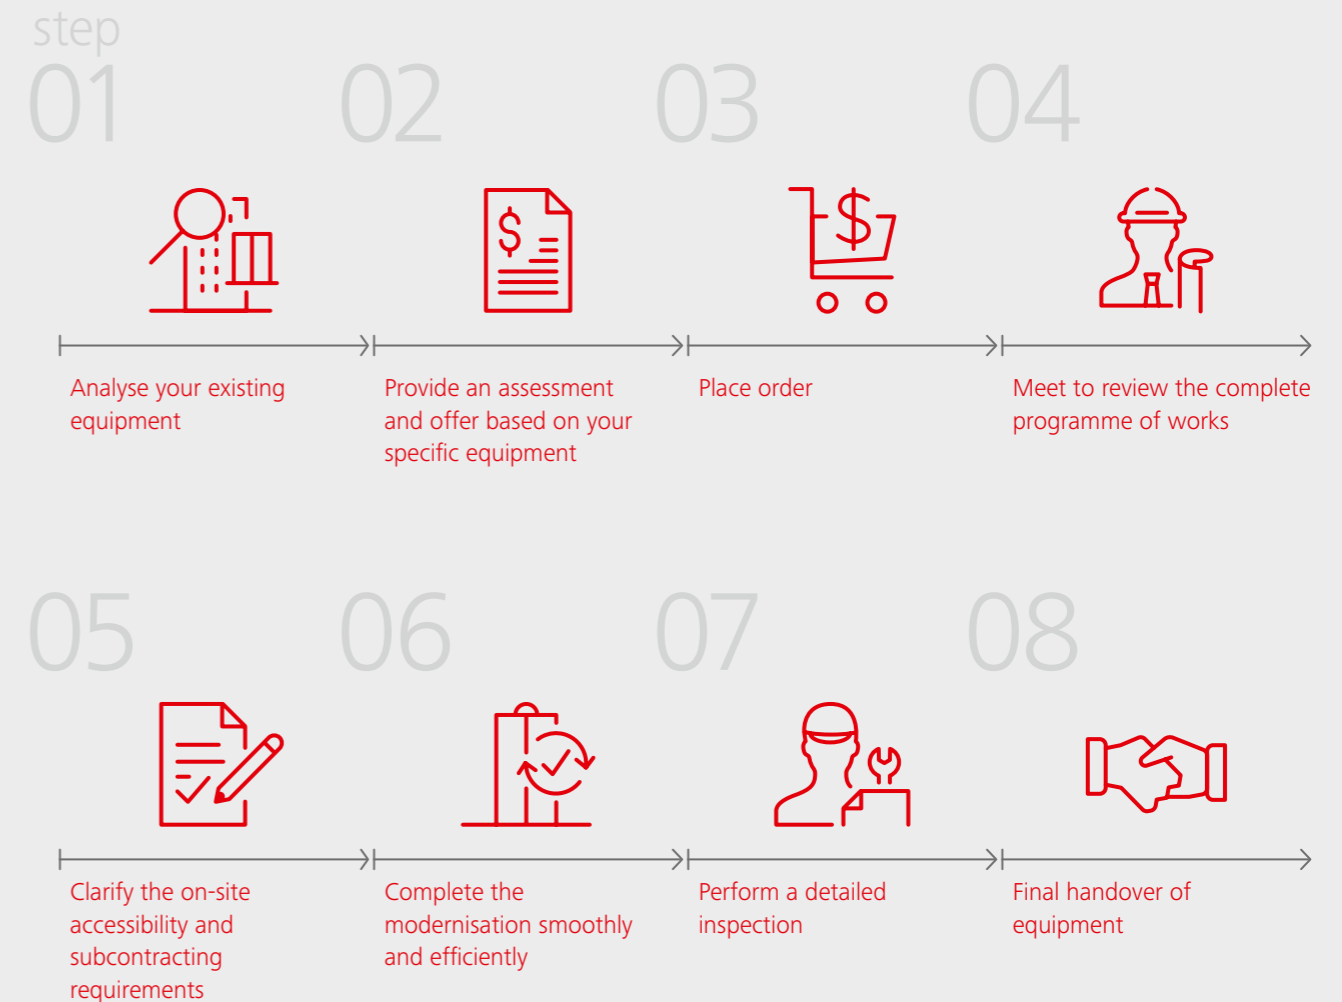 step
01
02
03
04
$
$
Analyse your existing
equipment
Provide an assessment
and offer based on your
specific equipment
Place order
Meet to review the complete
programme of works
05
06
07
08
Clarify the on-site
accessibility and
subcontracting
requirements
Complete the
modernisation smoothly
and efficiently
Perform a detailed
inspection
Final handover of
equipment